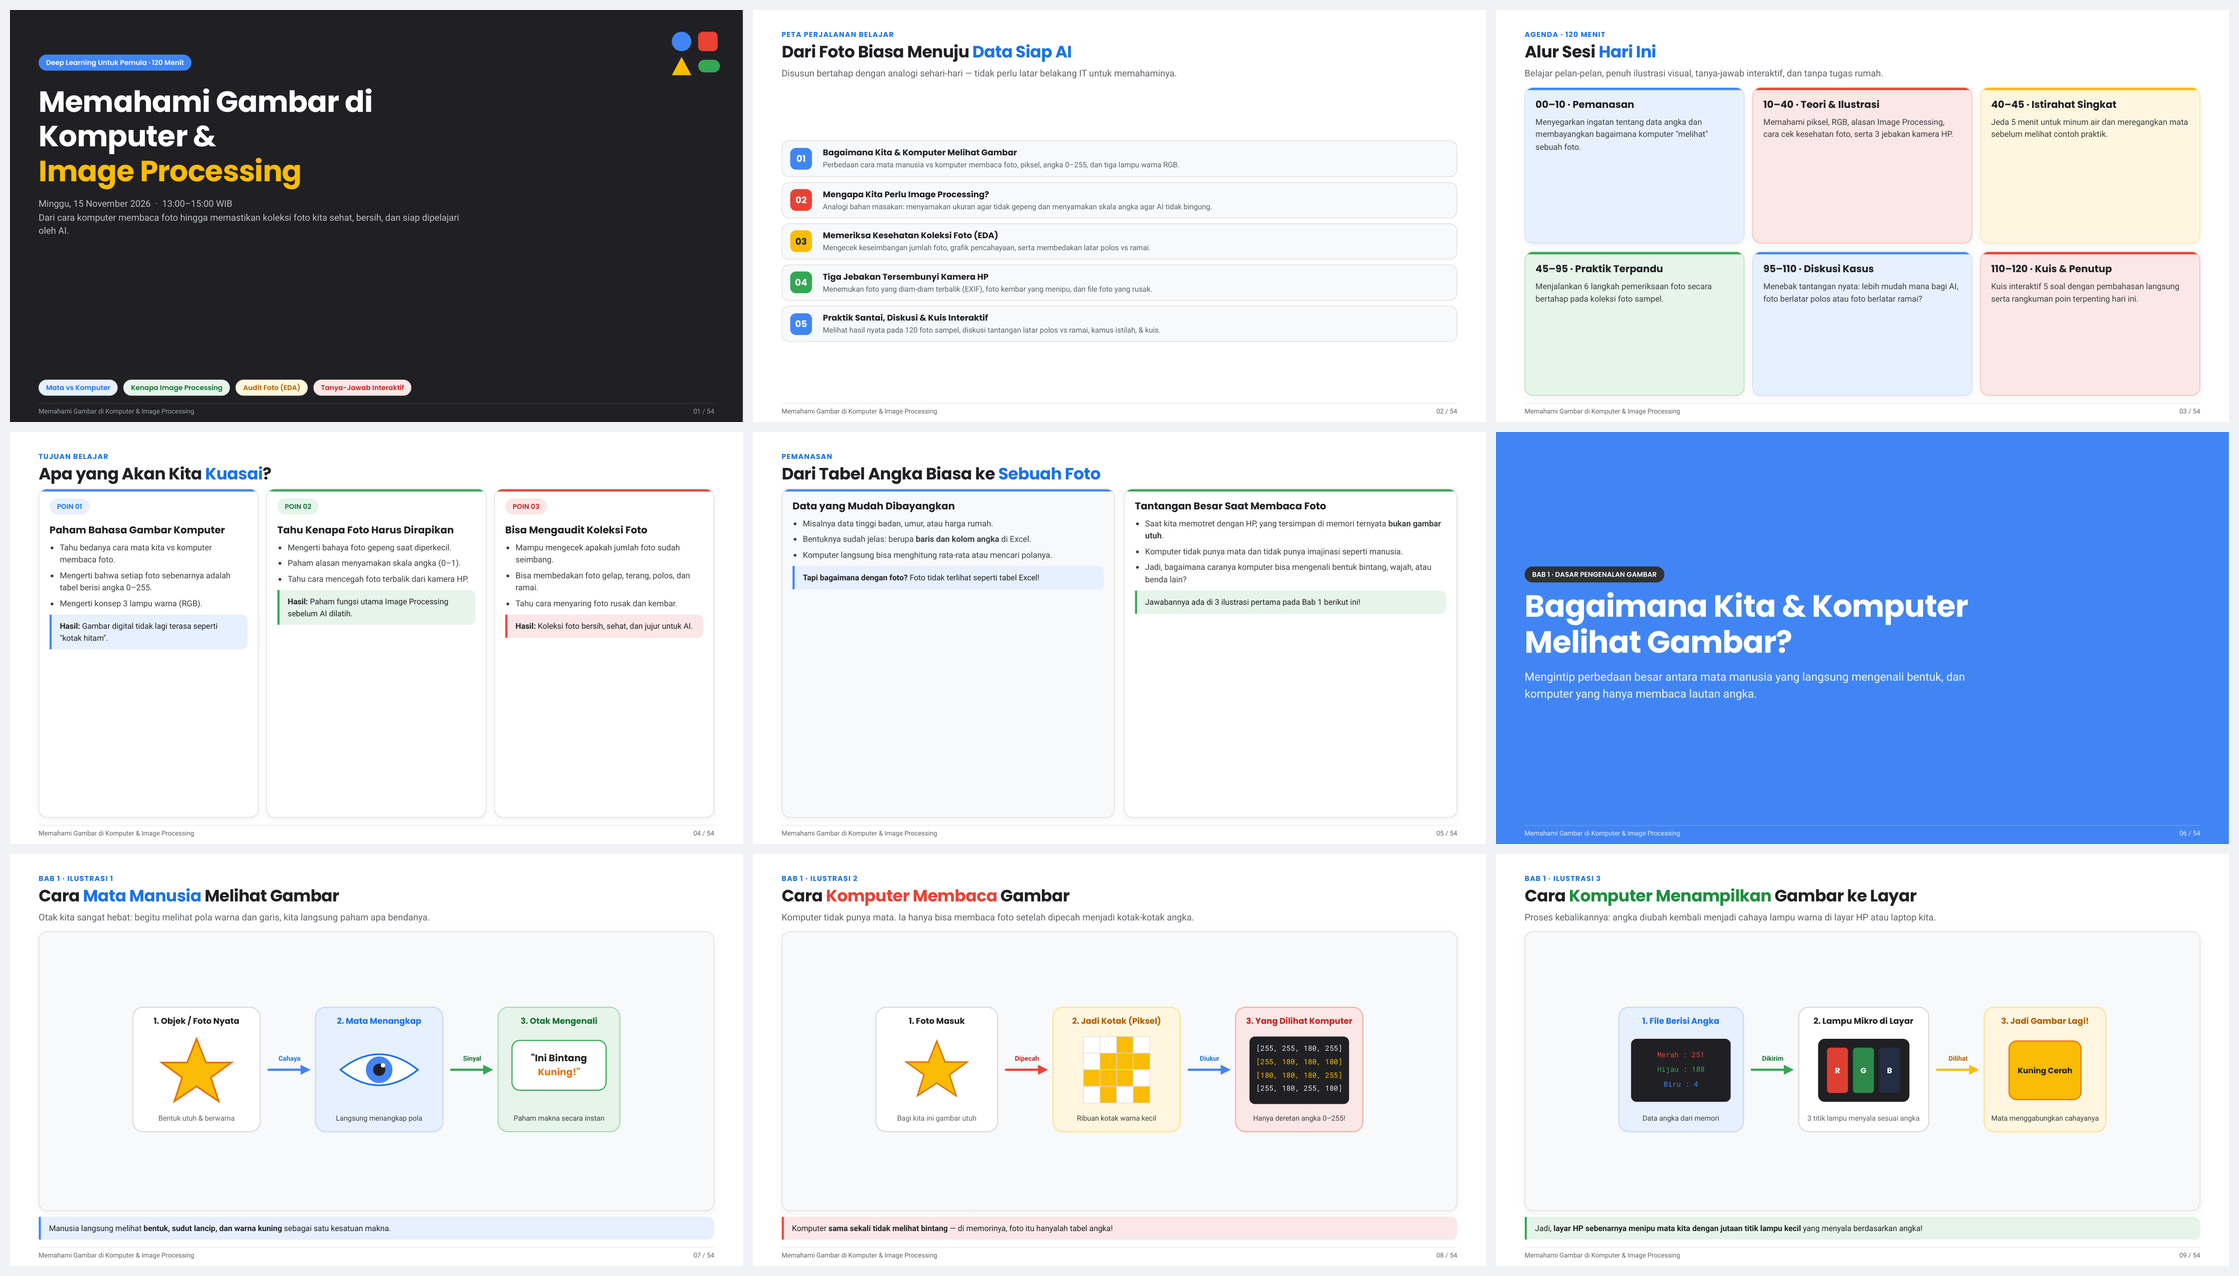 Deep Learning Untuk Pemula · 120 Menit
Memahami Gambar di
Komputer &
Image Processing
Minggu, 15 November 2026 · 13:00–15:00 WIB
Dari cara komputer membaca foto hingga memastikan koleksi foto kita sehat, bersih, dan siap dipelajari
oleh AI.
Mata vs Komputer
Kenapa Image Processing
Audit Foto (EDA)
Tanya-Jawab Interaktif
Memahami Gambar di Komputer & Image Processing
01 / 54
PETA PERJALANAN BELAJAR
Dari Foto Biasa Menuju Data Siap AI
Disusun bertahap dengan analogi sehari-hari — tidak perlu latar belakang IT untuk memahaminya.
01
Bagaimana Kita & Komputer Melihat Gambar
Perbedaan cara mata manusia vs komputer membaca foto, piksel, angka 0–255, dan tiga lampu warna RGB.
02
Mengapa Kita Perlu Image Processing?
Analogi bahan masakan: menyamakan ukuran agar tidak gepeng dan menyamakan skala angka agar AI tidak bingung.
03
Memeriksa Kesehatan Koleksi Foto (EDA)
Mengecek keseimbangan jumlah foto, grafik pencahayaan, serta membedakan latar polos vs ramai.
04
Tiga Jebakan Tersembunyi Kamera HP
Menemukan foto yang diam-diam terbalik (EXIF), foto kembar yang menipu, dan file foto yang rusak.
05
Praktik Santai, Diskusi & Kuis Interaktif
Melihat hasil nyata pada 120 foto sampel, diskusi tantangan latar polos vs ramai, kamus istilah, & kuis.
Memahami Gambar di Komputer & Image Processing
02 / 54
AGENDA · 120 MENIT
Alur Sesi Hari Ini
Belajar pelan-pelan, penuh ilustrasi visual, tanya-jawab interaktif, dan tanpa tugas rumah.
00–10 · Pemanasan
Menyegarkan ingatan tentang data angka dan
membayangkan bagaimana komputer "melihat"
sebuah foto.
10–40 · Teori & Ilustrasi
Memahami piksel, RGB, alasan Image Processing,
cara cek kesehatan foto, serta 3 jebakan kamera HP.
40–45 · Istirahat Singkat
Jeda 5 menit untuk minum air dan meregangkan mata
sebelum melihat contoh praktik.
45–95 · Praktik Terpandu
Menjalankan 6 langkah pemeriksaan foto secara
bertahap pada koleksi foto sampel.
95–110 · Diskusi Kasus
Menebak tantangan nyata: lebih mudah mana bagi AI,
foto berlatar polos atau foto berlatar ramai?
110–120 · Kuis & Penutup
Kuis interaktif 5 soal dengan pembahasan langsung
serta rangkuman poin terpenting hari ini.
Memahami Gambar di Komputer & Image Processing
03 / 54
TUJUAN BELAJAR
Apa yang Akan Kita Kuasai?
POIN 01
Paham Bahasa Gambar Komputer
• Tahu bedanya cara mata kita vs komputer
membaca foto.
• Mengerti bahwa setiap foto sebenarnya adalah
tabel berisi angka 0–255.
• Mengerti konsep 3 lampu warna (RGB).
Hasil: Gambar digital tidak lagi terasa seperti
"kotak hitam".
POIN 02
Tahu Kenapa Foto Harus Dirapikan
• Mengerti bahaya foto gepeng saat diperkecil.
• Paham alasan menyamakan skala angka (0–1).
• Tahu cara mencegah foto terbalik dari kamera HP.
Hasil: Paham fungsi utama Image Processing
sebelum AI dilatih.
POIN 03
Bisa Mengaudit Koleksi Foto
• Mampu mengecek apakah jumlah foto sudah
seimbang.
• Bisa membedakan foto gelap, terang, polos, dan
ramai.
• Tahu cara menyaring foto rusak dan kembar.
Hasil: Koleksi foto bersih, sehat, dan jujur untuk AI.
Memahami Gambar di Komputer & Image Processing
04 / 54
PEMANASAN
Dari Tabel Angka Biasa ke Sebuah Foto
Data yang Mudah Dibayangkan
• Misalnya data tinggi badan, umur, atau harga rumah.
• Bentuknya sudah jelas: berupa baris dan kolom angka di Excel.
• Komputer langsung bisa menghitung rata-rata atau mencari polanya.
Tapi bagaimana dengan foto? Foto tidak terlihat seperti tabel Excel!
Tantangan Besar Saat Membaca Foto
• Saat kita memotret dengan HP, yang tersimpan di memori ternyata bukan gambar
utuh.
• Komputer tidak punya mata dan tidak punya imajinasi seperti manusia.
• Jadi, bagaimana caranya komputer bisa mengenali bentuk bintang, wajah, atau
benda lain?
Jawabannya ada di 3 ilustrasi pertama pada Bab 1 berikut ini!
Memahami Gambar di Komputer & Image Processing
05 / 54
BAB 1 · DASAR PENGENALAN GAMBAR
Bagaimana Kita & Komputer
Melihat Gambar?
Mengintip perbedaan besar antara mata manusia yang langsung mengenali bentuk, dan
komputer yang hanya membaca lautan angka.
Memahami Gambar di Komputer & Image Processing
06 / 54
BAB 1 · ILUSTRASI 1
Cara Mata Manusia Melihat Gambar
Otak kita sangat hebat: begitu melihat pola warna dan garis, kita langsung paham apa bendanya.
1. Objek / Foto Nyata
Bentuk utuh & berwarna
Cahaya
2. Mata Menangkap
Langsung menangkap pola
Sinyal
3. Otak Mengenali
"Ini Bintang
Kuning!"
Paham makna secara instan
Manusia langsung melihat bentuk, sudut lancip, dan warna kuning sebagai satu kesatuan makna.
Memahami Gambar di Komputer & Image Processing
07 / 54
BAB 1 · ILUSTRASI 2
Cara Komputer Membaca Gambar
Komputer tidak punya mata. Ia hanya bisa membaca foto setelah dipecah menjadi kotak-kotak angka.
1. Foto Masuk
Bagi kita ini gambar utuh
Dipecah
2. Jadi Kotak (Piksel)
Ribuan kotak warna kecil
Diukur
3. Yang Dilihat Komputer
[255, 255, 180, 255]
[255, 180, 180, 180]
[180, 180, 180, 255]
[255, 180, 255, 180]
Hanya deretan angka 0–255!
Komputer sama sekali tidak melihat bintang — di memorinya, foto itu hanyalah tabel angka!
Memahami Gambar di Komputer & Image Processing
08 / 54
BAB 1 · ILUSTRASI 3
Cara Komputer Menampilkan Gambar ke Layar
Proses kebalikannya: angka diubah kembali menjadi cahaya lampu warna di layar HP atau laptop kita.
1. File Berisi Angka
Merah : 251
Hijau : 188
Biru : 4
Data angka dari memori
Dikirim
2. Lampu Mikro di Layar
R
G
B
3 titik lampu menyala sesuai angka
Dilihat
3. Jadi Gambar Lagi!
Kuning Cerah
Mata menggabungkan cahayanya
Jadi, layar HP sebenarnya menipu mata kita dengan jutaan titik lampu kecil yang menyala berdasarkan angka!
Memahami Gambar di Komputer & Image Processing
09 / 54